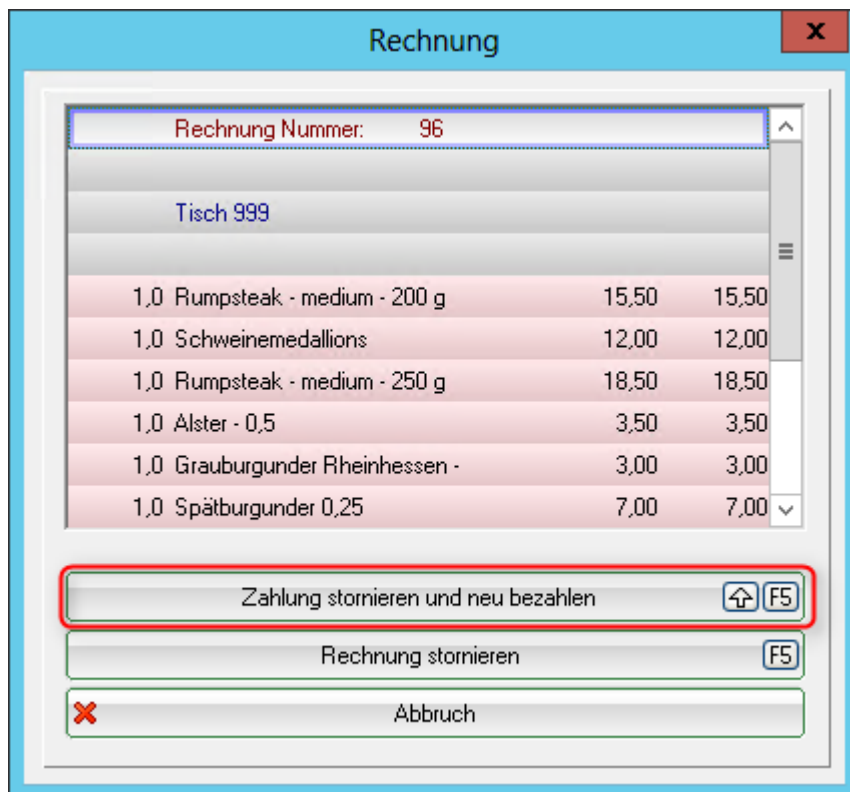 Rechnung
x
Rechnung Nummer: 96
Tisch 999
1,0 Rumpsteak - medium - 200 g 15,50 15,50
1,0 Schweinemedallions 12,00 12,00
1,0 Rumpsteak - medium - 250 g 18,50 18,50
1,0 Alster - 0,5 3,50 3,50
1,0 Grauburgunder Rheinhessen - 3,00 3,00
1,0 Spätburgunder 0,25 7,00 7,00
Zahlung stornieren und neu bezahlen F5
Rechnung stornieren F5
Abbruch